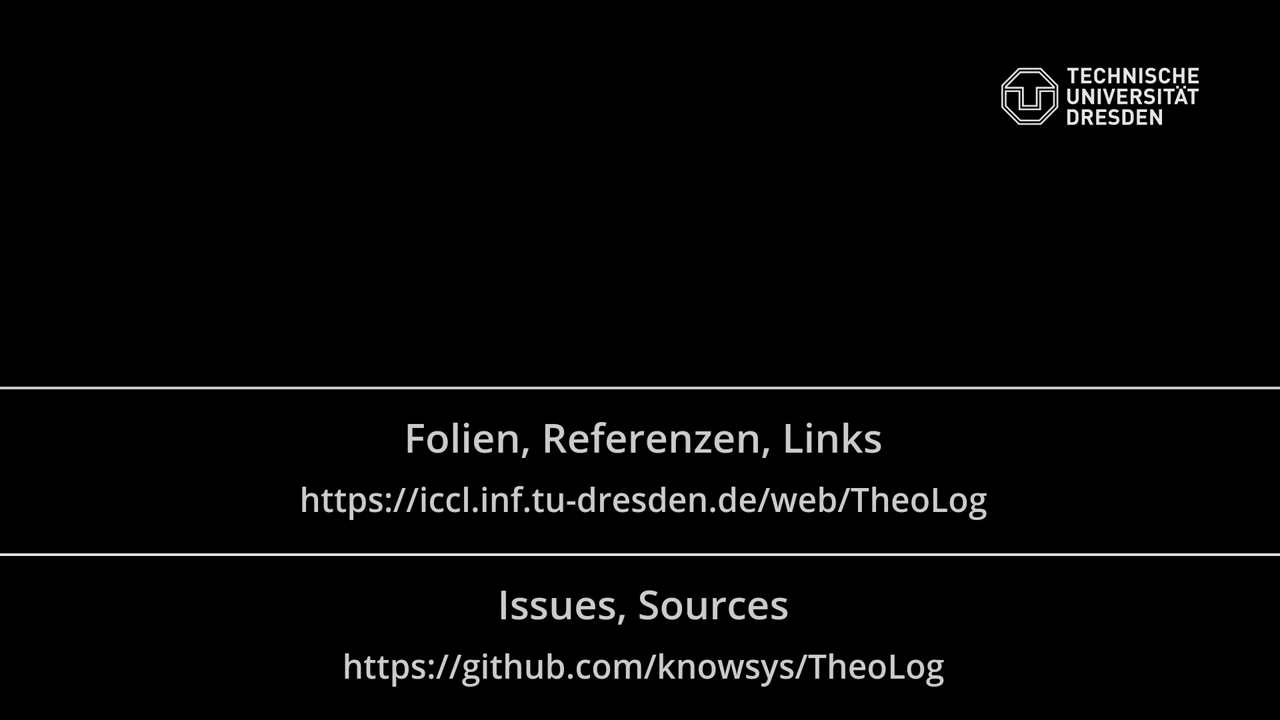 TECHNISCHE
UNIVERSITÄT
DRESDEN
Folien, Referenzen, Links
https://iccl.inf.tu-dresden.de/web/TheoLog
Issues, Sources
https://github.com/knowsys/TheoLog